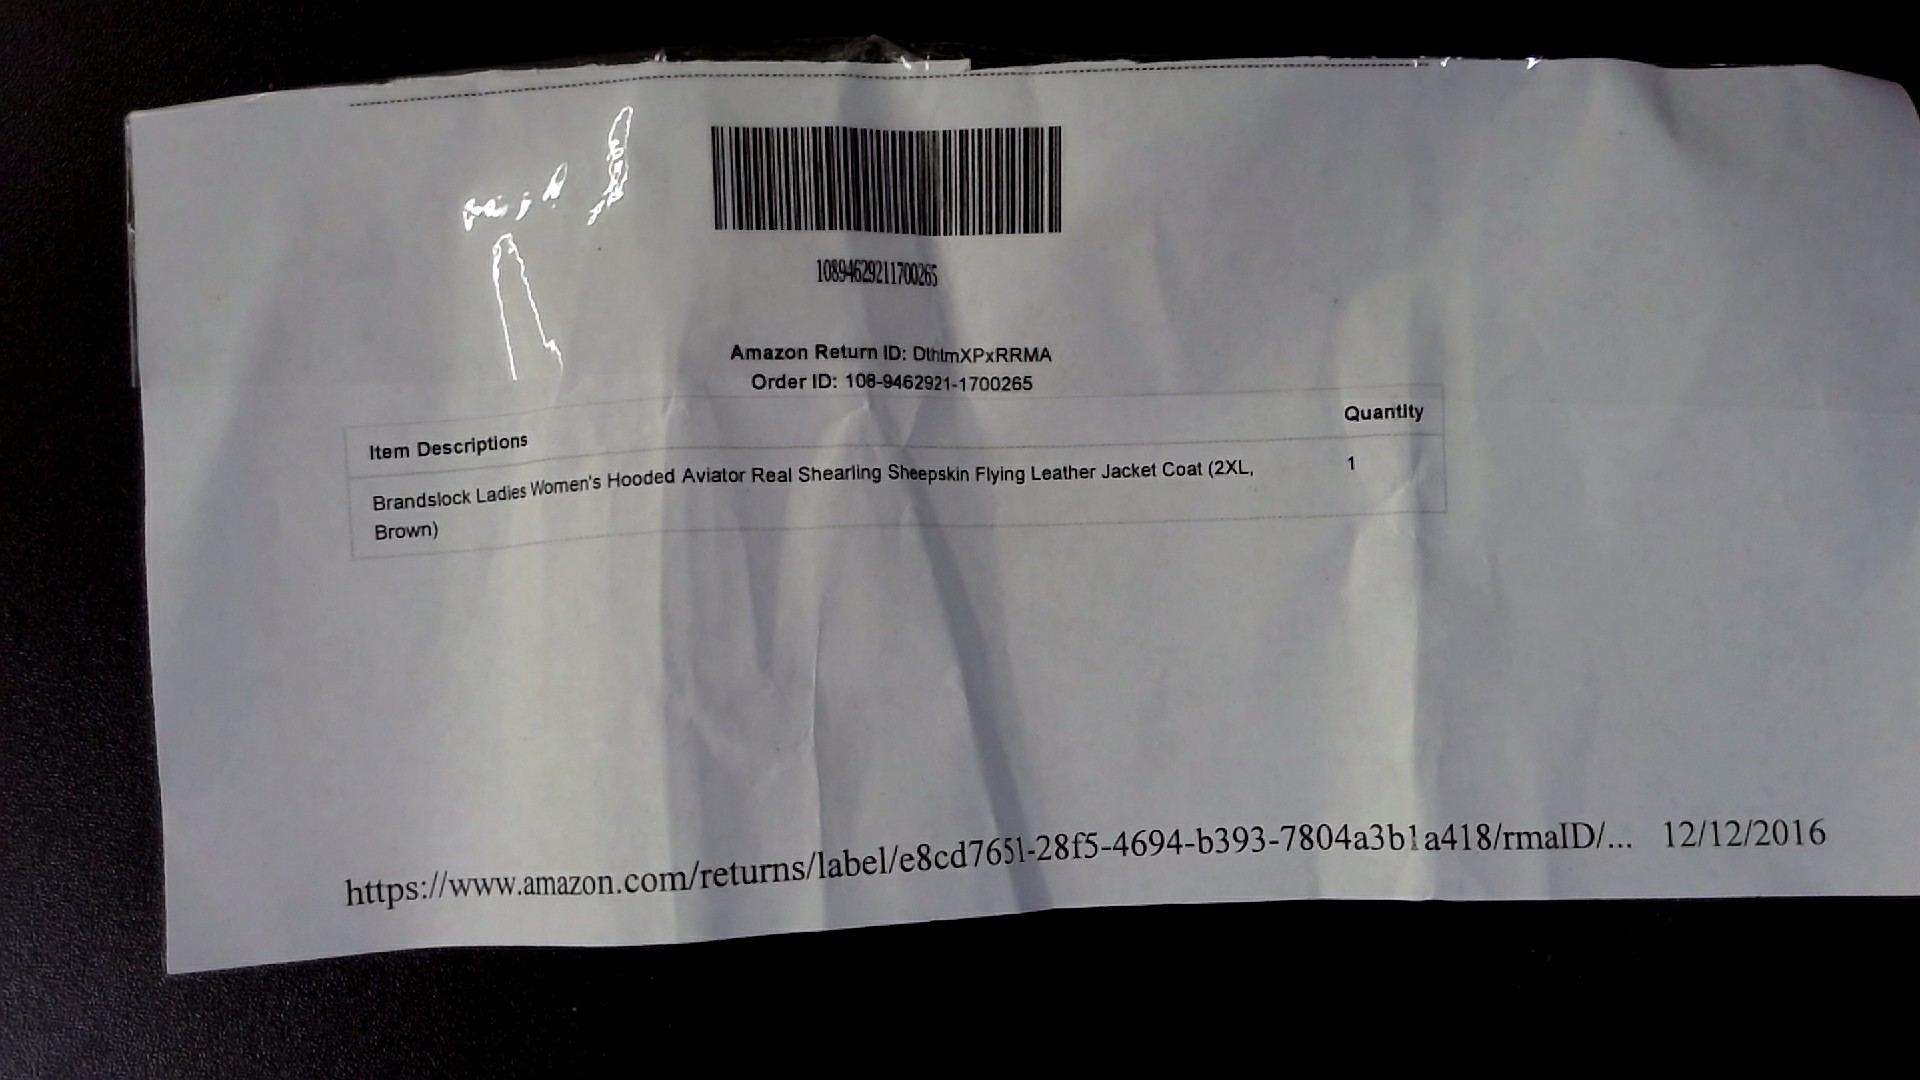 10894629211700265
Amazon Return ID: DthlmXPxRRMA
Order ID: 108-9462921-1700265
Item Descriptions Quantity
Brandslock Ladies Women's Hooded Aviator Real Shearling Sheepskin Flying Leather Jacket Coat (2XL, 1
Brown)
https://www.amazon.com/returns/label/e8cd7651-28f5-4694-b393-7804a3b1a418/rmaID/... 12/12/2016